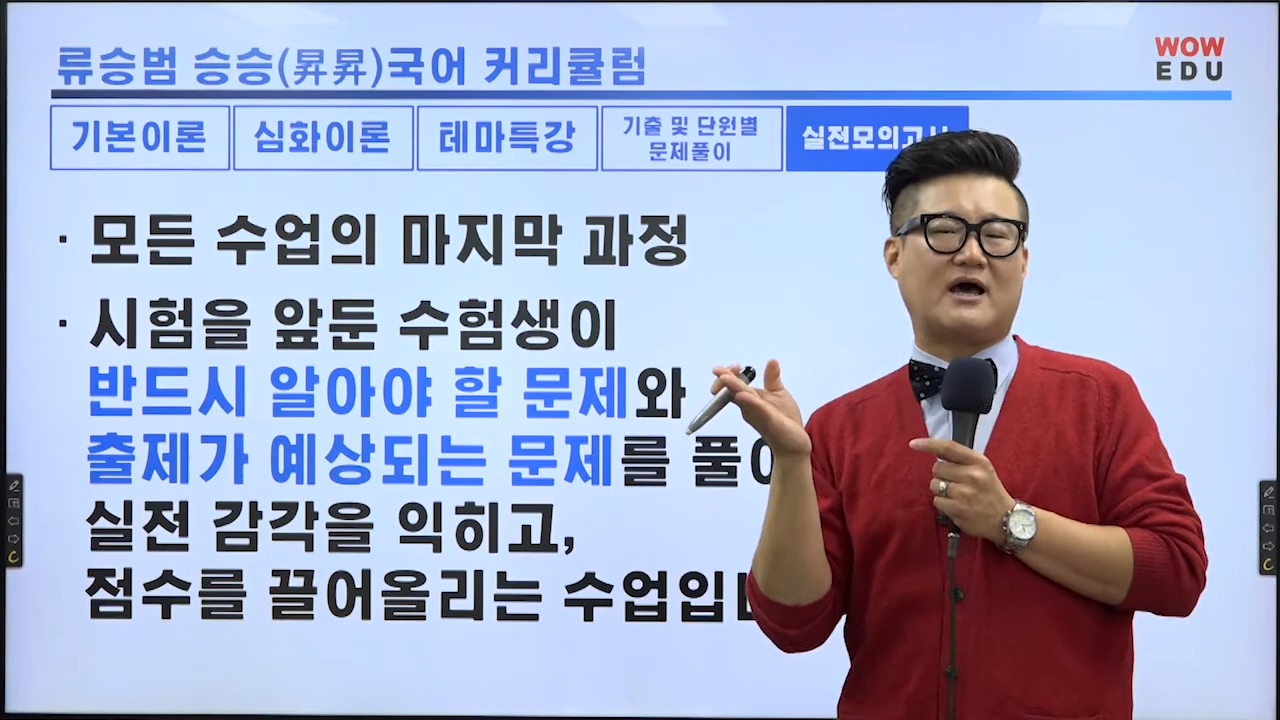 류승범 승승(昇昇)국어 커리큘럼
WOW
EDU
기본이론
심화이론
테마특강
기출 및 단원별
문제풀이
실전모의고사
· 모든 수업의 마지막 과정
· 시험을 앞둔 수험생이
반드시 알아야 할 문제와
출제가 예상되는 문제를
실전 감각을 익히고,
점수를 끌어올리는